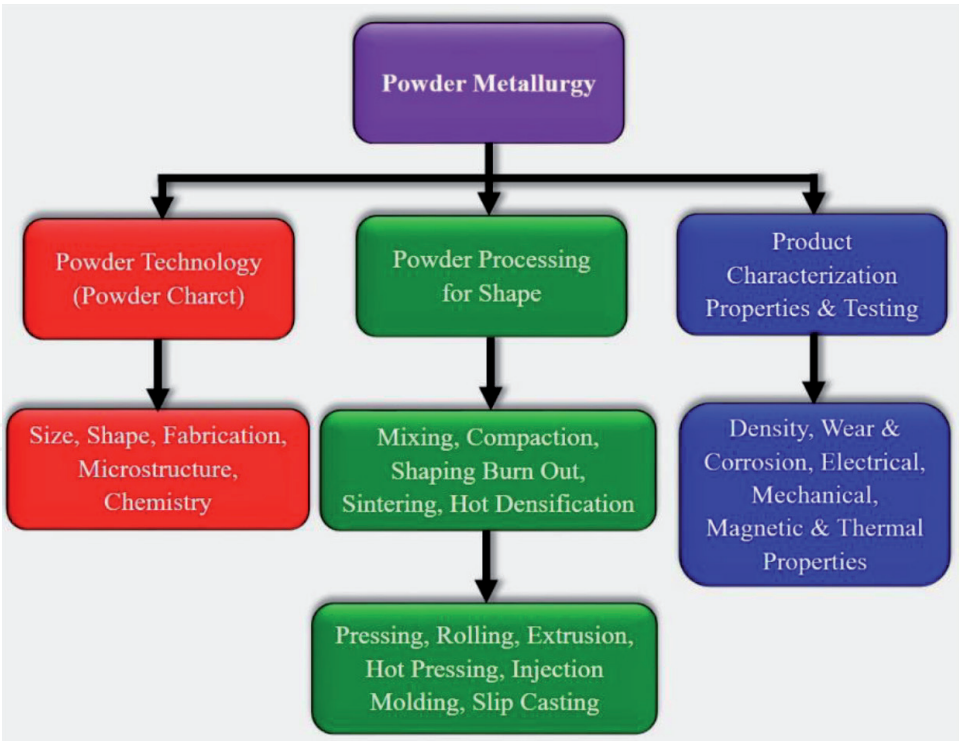 Powder Metallurgy
Powder Technology
(Powder Charct)
Powder Processing
for Shape
Product
Characterization
Properties & Testing
Size, Shape, Fabrication,
Microstructure,
Chemistry
Mixing, Compaction,
Shaping Burn Out,
Sintering, Hot Densification
Density, Wear &
Corrosion, Electrical,
Mechanical,
Magnetic & Thermal
Properties
Pressing, Rolling, Extrusion,
Hot Pressing, Injection
Molding, Slip Casting